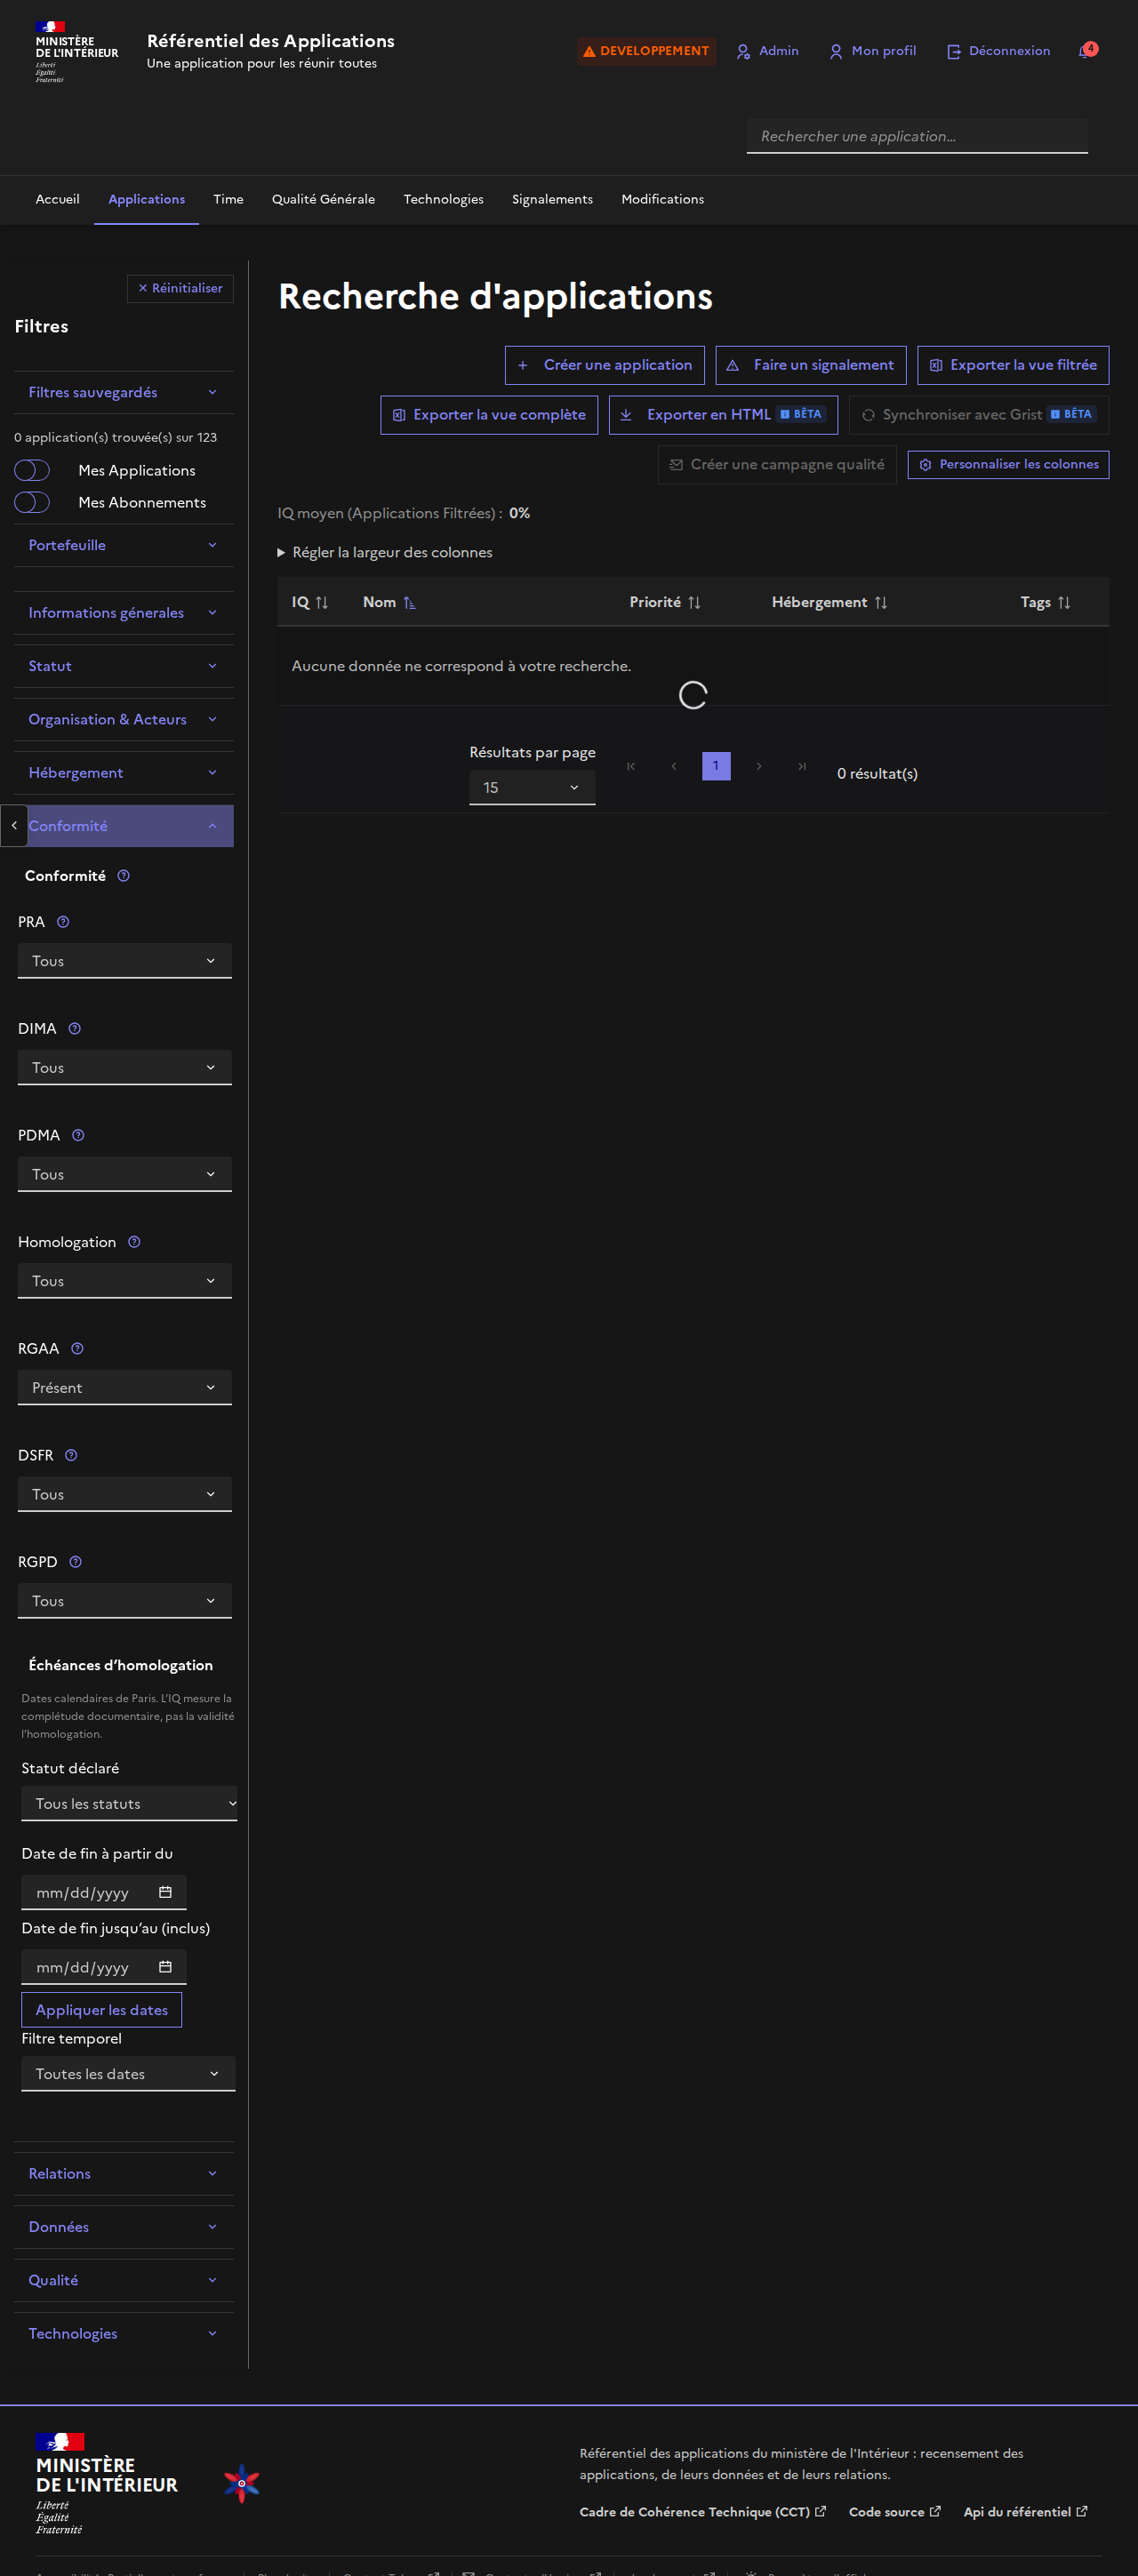 MINISTÈRE
DE L'INTÉRIEUR
Liberté
Égalité
Fraternité
Référentiel des Applications
Une application pour les réunir toutes
DEVELOPPEMENT
Admin
Mon profil
Déconnexion
4
Rechercher une application...
Accueil
Applications
Time
Qualité Générale
Technologies
Signalements
Modifications
× Réinitialiser
Filtres
Filtres sauvegardés
0 application(s) trouvée(s) sur 123
Mes Applications
Mes Abonnements
Portefeuille
Informations génerales
Statut
Organisation & Acteurs
Hébergement
Conformité
Conformité
PRA
Tous
DIMA
Tous
PDMA
Tous
Homologation
Tous
RGAA
Présent
DSFR
Tous
RGPD
Tous
Échéances d’homologation
Dates calendaires de Paris. L’IQ mesure la
complétude documentaire, pas la validité
l’homologation.
Statut déclaré
Tous les statuts
Date de fin à partir du
mm/dd/yyyy
Date de fin jusqu’au (inclus)
mm/dd/yyyy
Appliquer les dates
Filtre temporel
Toutes les dates
Relations
Données
Qualité
Technologies
Recherche d'applications
Créer une application
Faire un signalement
Exporter la vue filtrée
Exporter la vue complète
Exporter en HTML BÊTA
Synchroniser avec Grist BÊTA
Créer une campagne qualité
Personnaliser les colonnes
IQ moyen (Applications Filtrées) : 0%
Régler la largeur des colonnes
IQ
Nom
Priorité
Hébergement
Tags
Aucune donnée ne correspond à votre recherche.
Résultats par page
15
1
0 résultat(s)
MINISTÈRE
DE L'INTÉRIEUR
Liberté
Égalité
Fraternité
Référentiel des applications du ministère de l'Intérieur : recensement des
applications, de leurs données et de leurs relations.
Cadre de Cohérence Technique (CCT)
Code source
Api du référentiel